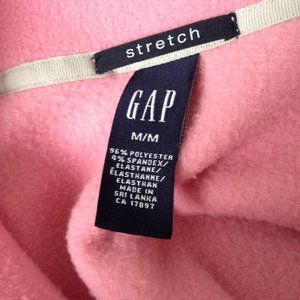 stretch
GAP
M/M
96% POLYESTER
4% SPANDEX/
ELASTANE/
ELASTHANNE/
ELASTHAN
MADE IN
SRI LANKA
CA 17897